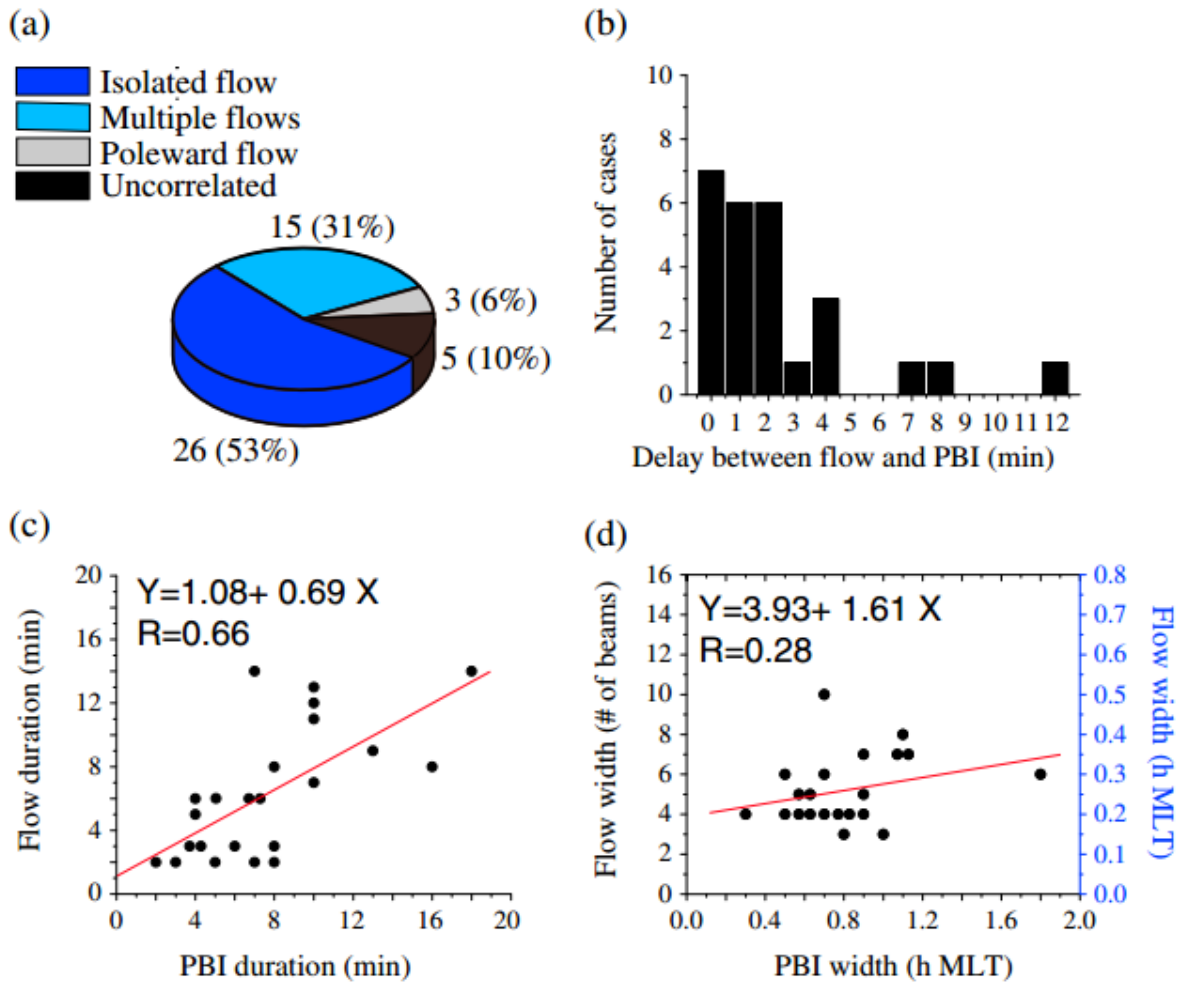 (a)
Isolated flow
Multiple flows
Poleward flow
Uncorrelated
15 (31%)
3 (6%)
5 (10%)
26 (53%)
(b)
Number of cases
10
8
6
4
2
0
0 1 2 3 4 5 6 7 8 9 10 11 12
Delay between flow and PBI (min)
(c)
Y=1.08+ 0.69 X
R=0.66
Flow duration (min)
20
16
12
8
4
0
0 4 8 12 16 20
PBI duration (min)
(d)
Y=3.93+ 1.61 X
R=0.28
Flow width (# of beams)
16
14
12
10
8
6
4
2
0
0.8
0.7
0.6
0.5
0.4
0.3
0.2
0.1
0.0
Flow width (h MLT)
0.0 0.4 0.8 1.2 1.6 2.0
PBI width (h MLT)